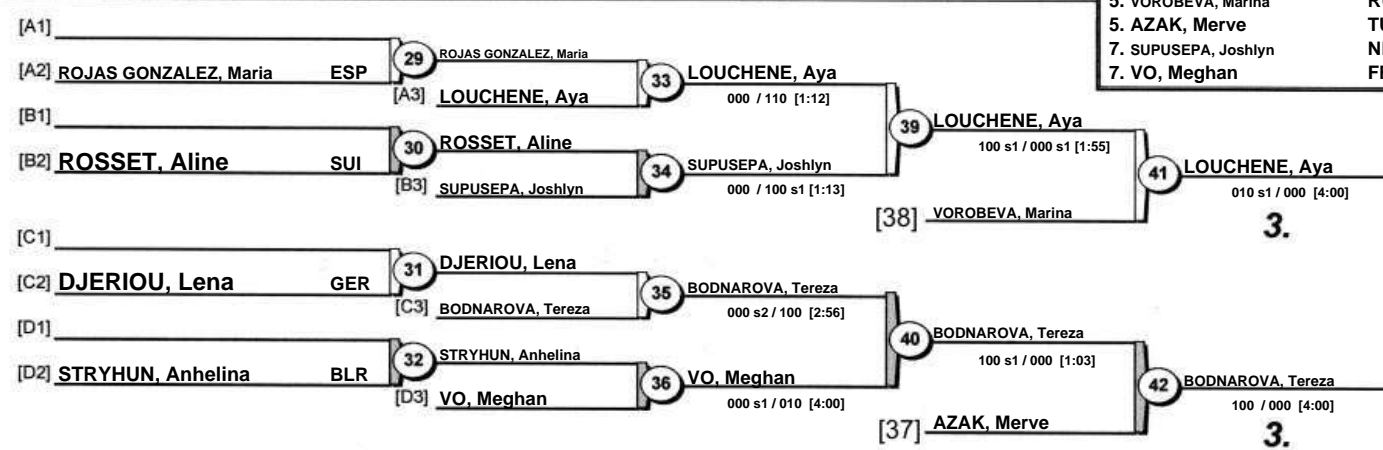 5. VOROBEVA, Marina
5. AZAK, Merve
7. SUPUSEPA, Joshlyn
7. VO, Meghan FI
[A1]
[A2] ROJAS GONZALEZ, Maria ESP
29
ROJAS GONZALEZ, Maria
[A3] LOUCHENE, Aya
33
LOUCHENE, Aya
000 / 110 [1:12]
[B1]
[B2] ROSSET, Aline SUI
30
ROSSET, Aline
[B3] SUPUSEPA, Joshlyn
34
SUPUSEPA, Joshlyn
000 / 100 s1 [1:13]
39
LOUCHENE, Aya
100 s1 / 000 s1 [1:55]
[38] VOROBEVA, Marina
41
LOUCHENE, Aya
010 s1 / 000 [4:00]
3.
[C1]
[C2] DJERIOU, Lena GER
31
DJERIOU, Lena
[C3] BODNAROVA, Tereza
35
BODNAROVA, Tereza
000 s2 / 100 [2:56]
[D1]
[D2] STRYHUN, Anhelina BLR
32
STRYHUN, Anhelina
[D3] VO, Meghan
36
VO, Meghan
000 s1 / 010 [4:00]
40
BODNAROVA, Tereza
100 s1 / 000 [1:03]
[37] AZAK, Merve
42
BODNAROVA, Tereza
100 / 000 [4:00]
3.